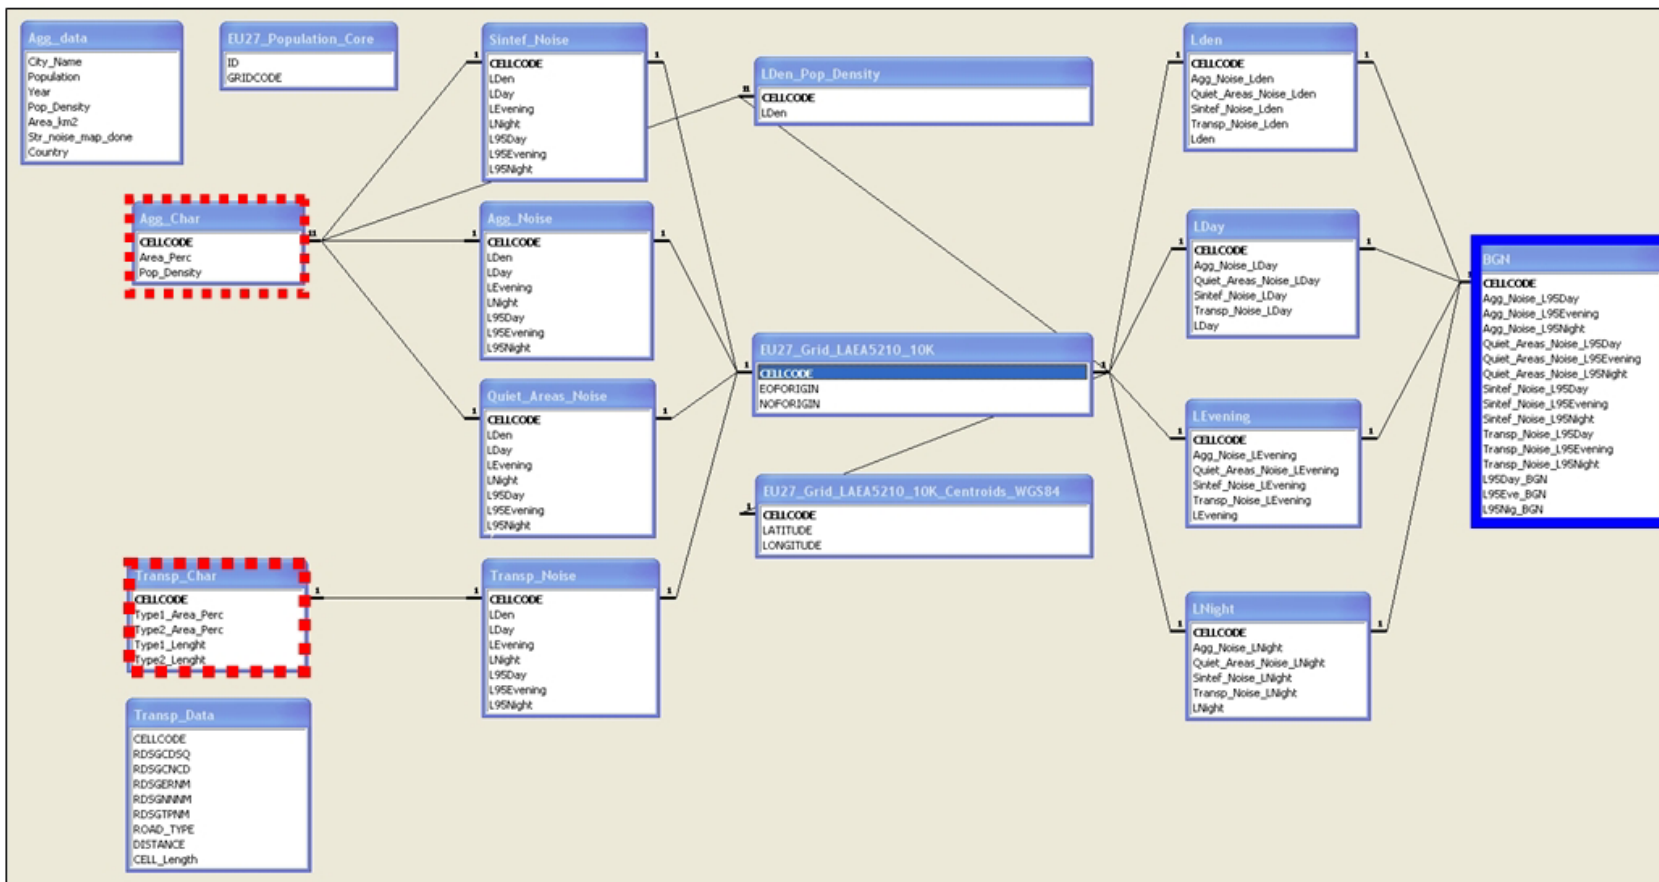 Agg_data
City_Name
Population
Year
Pop_Density
Area_km2
Str_noise_map_done
Country
EU27_Population_Core
ID
GRIDCODE
Sintef_Noise
CELLCODE
LDen
LDay
LEvening
LNight
L95Day
L95Evening
L95Night
LDen_Pop_Density
CELLCODE
LDen
Lden
CELLCODE
Agg_Noise_Lden
Quiet_Areas_Noise_Lden
Sintef_Noise_Lden
Transp_Noise_Lden
Lden
Agg_Char
CELLCODE
Area_Perc
Pop_Density
Agg_Noise
CELLCODE
LDen
LDay
LEvening
LNight
L95Day
L95Evening
L95Night
LDay
CELLCODE
Agg_Noise_LDay
Quiet_Areas_Noise_LDay
Sintef_Noise_LDay
Transp_Noise_LDay
LDay
BGN
CELLCODE
Agg_Noise_L95Day
Agg_Noise_L95Evening
Agg_Noise_L95Night
Quiet_Areas_Noise_L95Day
Quiet_Areas_Noise_L95Evening
Quiet_Areas_Noise_L95Night
Sintef_Noise_L95Day
Sintef_Noise_L95Evening
Sintef_Noise_L95Night
Transp_Noise_L95Day
Transp_Noise_L95Evening
Transp_Noise_L95Night
L95Day_BGN
L95Eve_BGN
L95Nig_BGN
EU27_Grid_LAEA5210_10K
CELLCODE
EOFORIGIN
NOFORIGIN
Quiet_Areas_Noise
CELLCODE
LDen
LDay
LEvening
LNight
L95Day
L95Evening
L95Night
EU27_Grid_LAEA5210_10K_Centroids_WGS84
CELLCODE
LATITUDE
LONGITUDE
LEvening
CELLCODE
Agg_Noise_LEvening
Quiet_Areas_Noise_LEvening
Sintef_Noise_LEvening
Transp_Noise_LEvening
LEvening
Transp_Char
CELLCODE
Type1_Area_Perc
Type2_Area_Perc
Type1_Lenght
Type2_Lenght
Transp_Noise
CELLCODE
LDen
LDay
LEvening
LNight
L95Day
L95Evening
L95Night
LNight
CELLCODE
Agg_Noise_LNight
Quiet_Areas_Noise_LNight
Sintef_Noise_LNight
Transp_Noise_LNight
LNight
Transp_Data
CELLCODE
RDSGCDSQ
RDSGCNCD
RDSGERNM
RDSGNNNM
RDSGTPNM
ROAD_TYPE
DISTANCE
CELL_Length